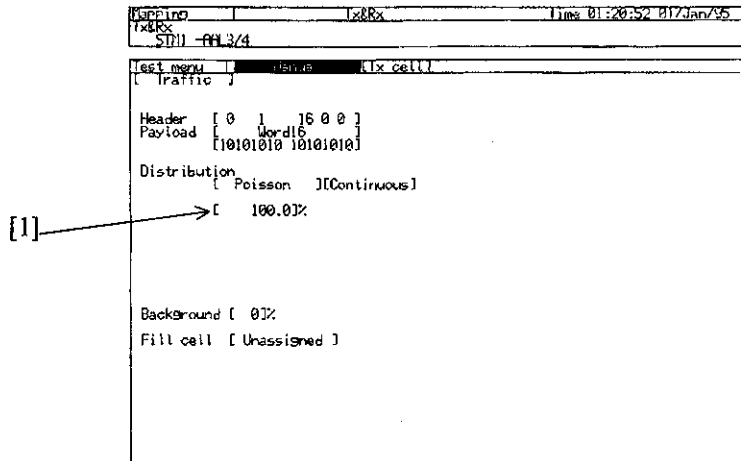 Mapping Tx&Rx Time 01:20:52 01/Jan/95
Tx&Rx
STM1 -AAL3/4
Test menu Manual [Tx cell]
[ Traffic ]
Header [ 0 1 16 0 0 ]
Payload [ Word16 ]
[10101010 10101010]
Distribution
[ Poisson ][Continuous]
[1]
[ 100.0]%
Background [ 0]%
Fill cell [ Unassigned ]